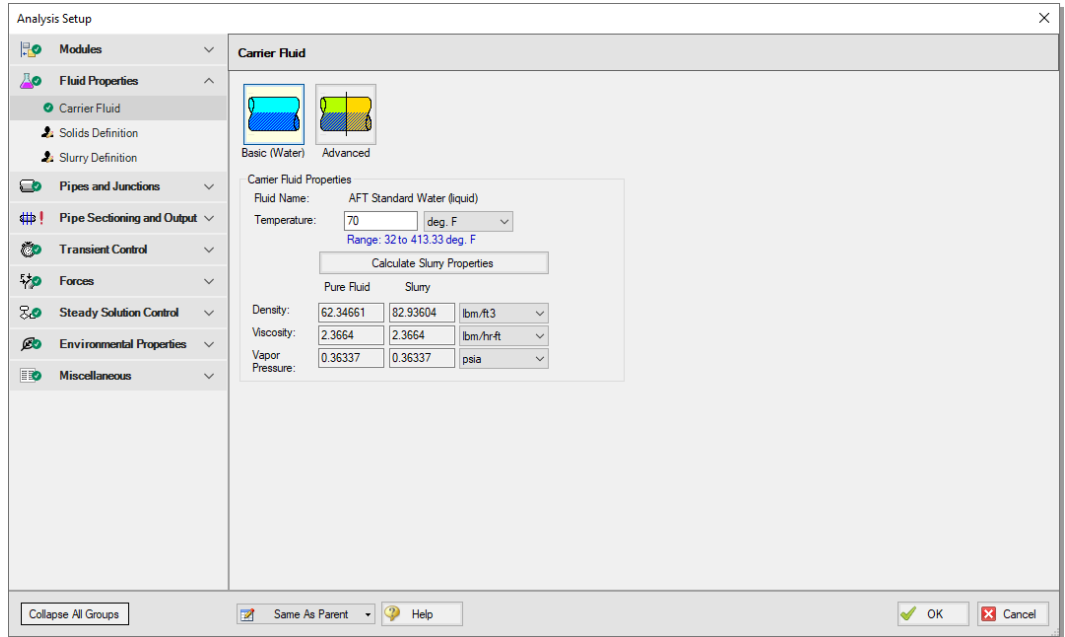 Analysis Setup
Modules
Fluid Properties
Carrier Fluid
Solids Definition
Slurry Definition
Pipes and Junctions
Pipe Sectioning and Output
Transient Control
Forces
Steady Solution Control
Environmental Properties
Miscellaneous
Carrier Fluid
Basic (Water) Advanced
Carrier Fluid Properties
Fluid Name: AFT Standard Water (liquid)
Temperature: 70 deg. F
Range: 32 to 413.33 deg. F
Calculate Slurry Properties
Pure Fluid Slurry
Density: 62.34661 82.93604 lbm/ft3
Viscosity: 2.3664 2.3664 lbm/hr-ft
Vapor
Pressure: 0.36337 0.36337 psia
Collapse All Groups Same As Parent Help OK Cancel